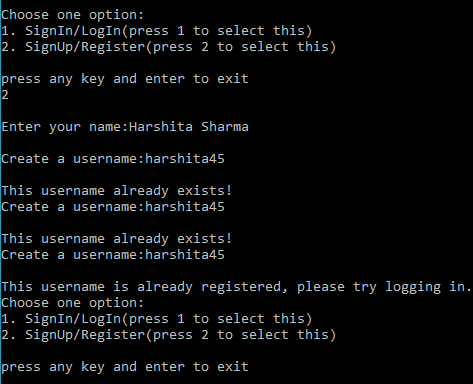 Choose one option:
1. SignIn/LogIn(press 1 to select this)
2. SignUp/Register(press 2 to select this)
press any key and enter to exit
2
Enter your name:Harshita Sharma
Create a username:harshita45
This username already exists!
Create a username:harshita45
This username already exists!
Create a username:harshita45
This username is already registered, please try logging in.
Choose one option:
1. SignIn/LogIn(press 1 to select this)
2. SignUp/Register(press 2 to select this)
press any key and enter to exit